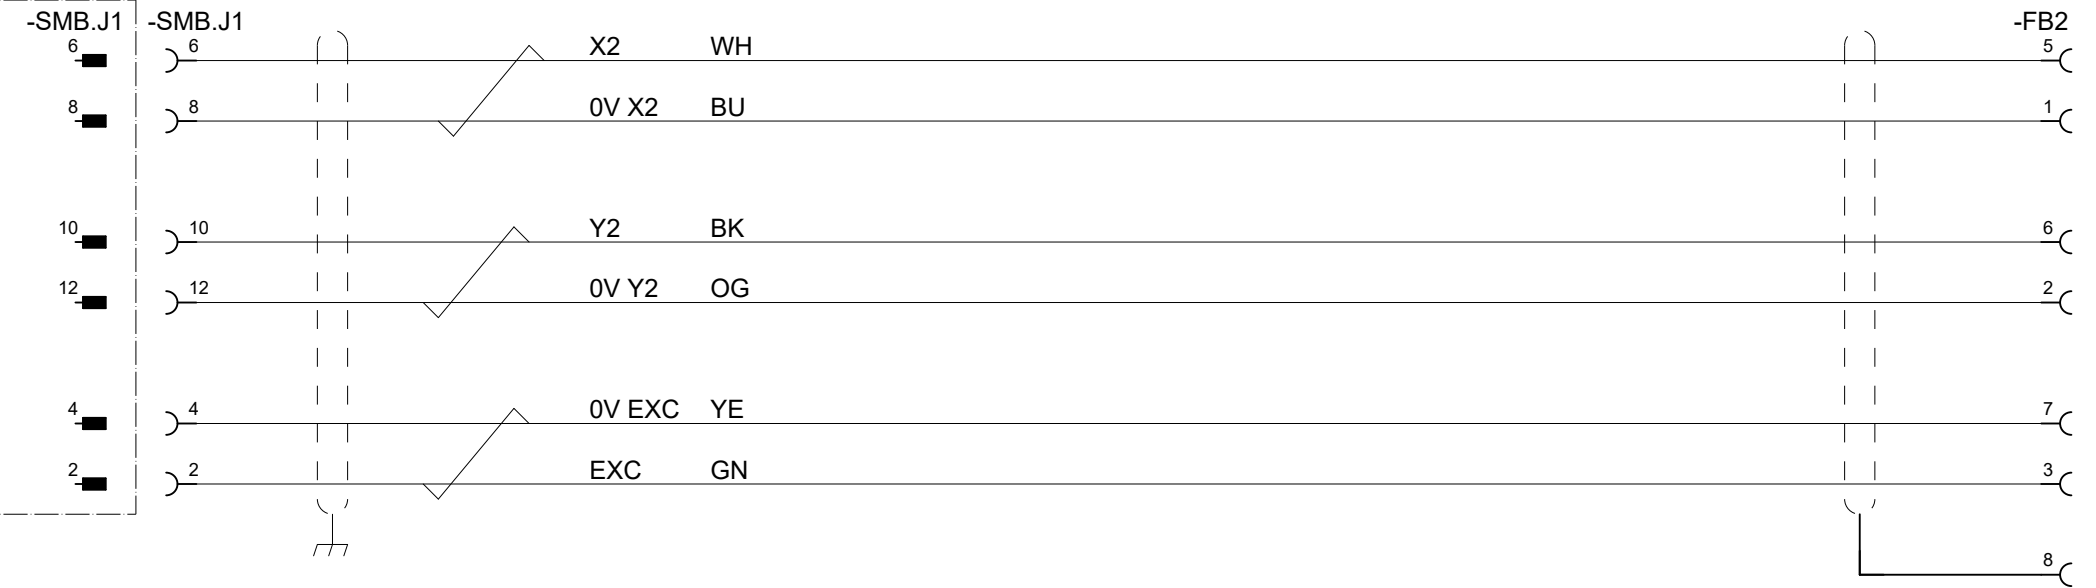 -SMB.J1 -SMB.J1 -FB2
6 6 X2 WH 5
8 8 0V X2 BU 1
10 10 Y2 BK 6
12 12 0V Y2 OG 2
4 4 0V EXC YE 7
2 2 EXC GN 3
8